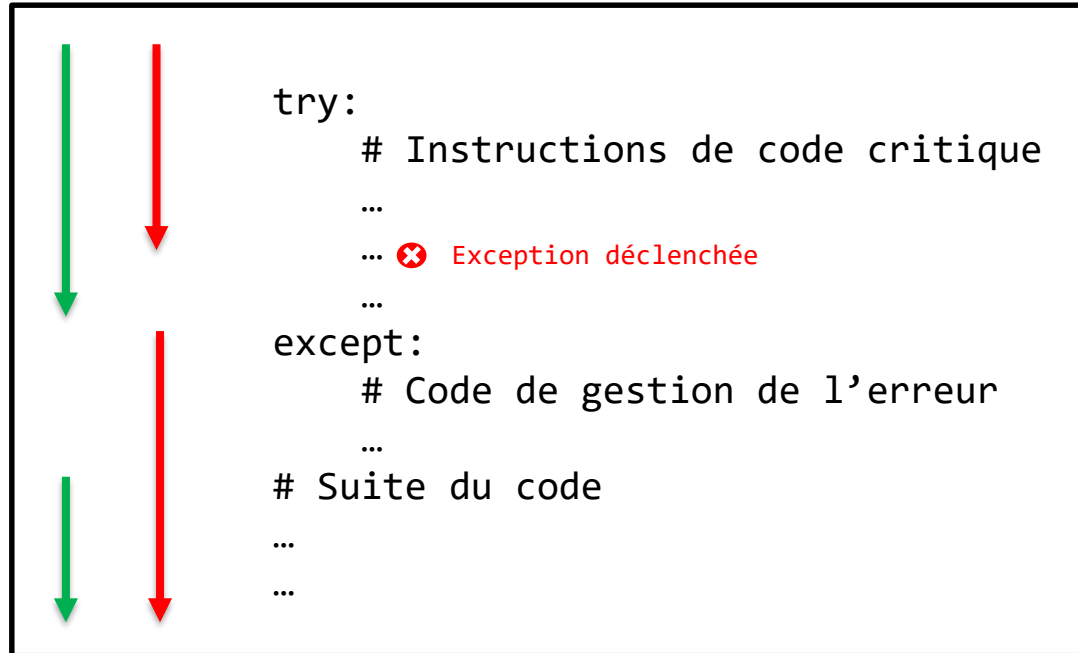 try:
# Instructions de code critique
…
… Exception déclenchée
…
except:
# Code de gestion de l’erreur
…
# Suite du code
…
…